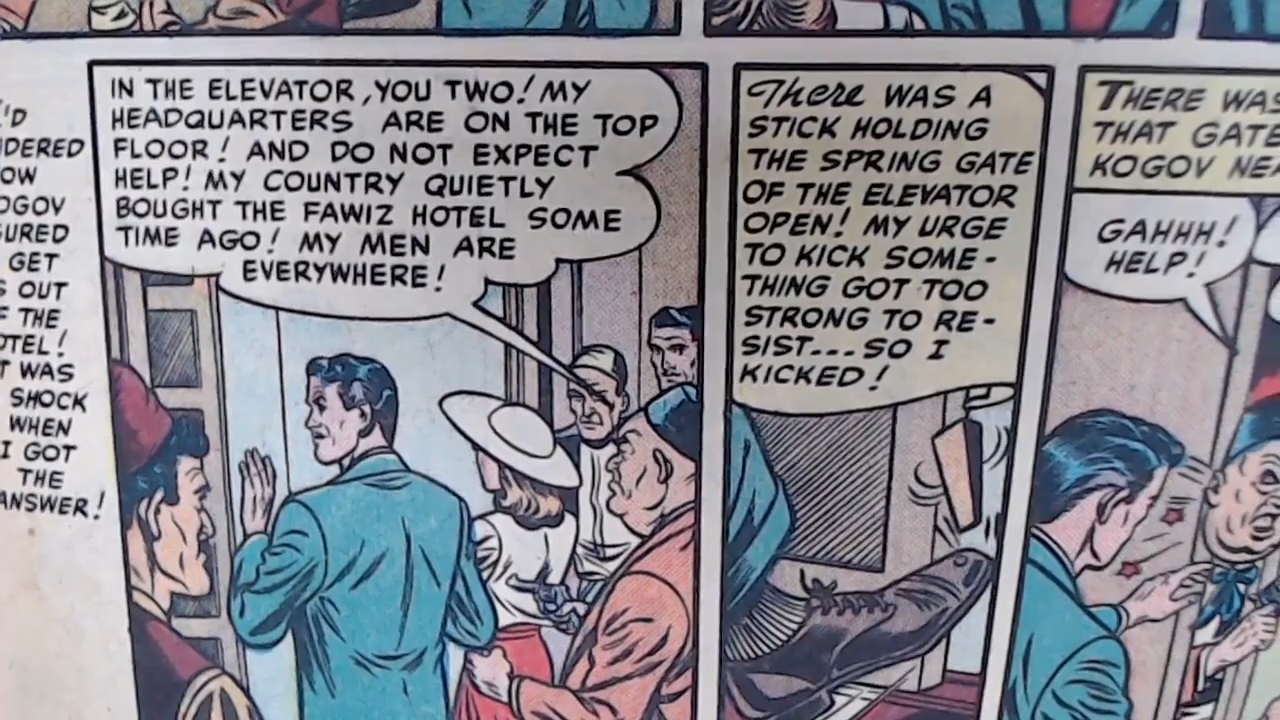 'D
DERED
OW
OGOV
URED
GET
S OUT
F THE
OTEL!
T WAS
SHOCK
WHEN
I GOT
THE
ANSWER!
IN THE ELEVATOR, YOU TWO! MY
HEADQUARTERS ARE ON THE TOP
FLOOR! AND DO NOT EXPECT
HELP! MY COUNTRY QUIETLY
BOUGHT THE FAWIZ HOTEL SOME
TIME AGO! MY MEN ARE
EVERYWHERE!
There WAS A
STICK HOLDING
THE SPRING GATE
OF THE ELEVATOR
OPEN! MY URGE
TO KICK SOME-
THING GOT TOO
STRONG TO RE-
SIST... SO I
KICKED!
THERE WAS
THAT GATE
KOGOV NEA
GAHHH!
HELP!